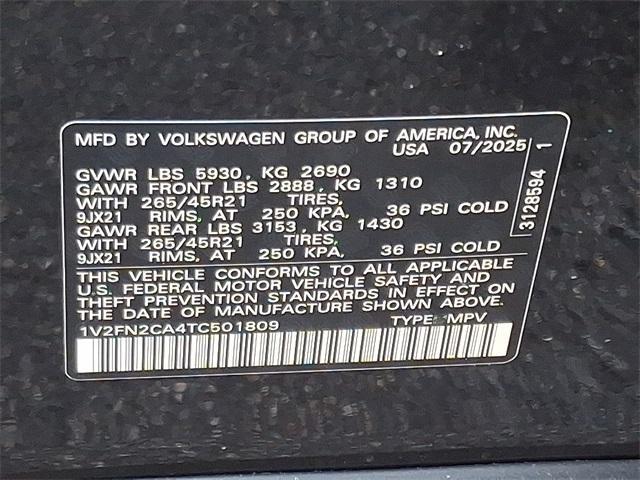 MFD BY VOLKSWAGEN GROUP OF AMERICA, INC.
USA 07/2025
GVWR LBS 5930, KG 2690
GAWR FRONT LBS 2888, KG 1310
WITH 265/45R21 TIRES,
9JX21 RIMS, AT 250 KPA, 36 PSI COLD
GAWR REAR LBS 3153, KG 1430
WITH 265/45R21 TIRES,
9JX21 RIMS, AT 250 KPA, 36 PSI COLD
THIS VEHICLE CONFORMS TO ALL APPLICABLE
U.S. FEDERAL MOTOR VEHICLE SAFETY AND
THEFT PREVENTION STANDARDS IN EFFECT ON
THE DATE OF MANUFACTURE SHOWN ABOVE.
1V2FN2CA4TC501809 TYPE: MPV
3128594 1